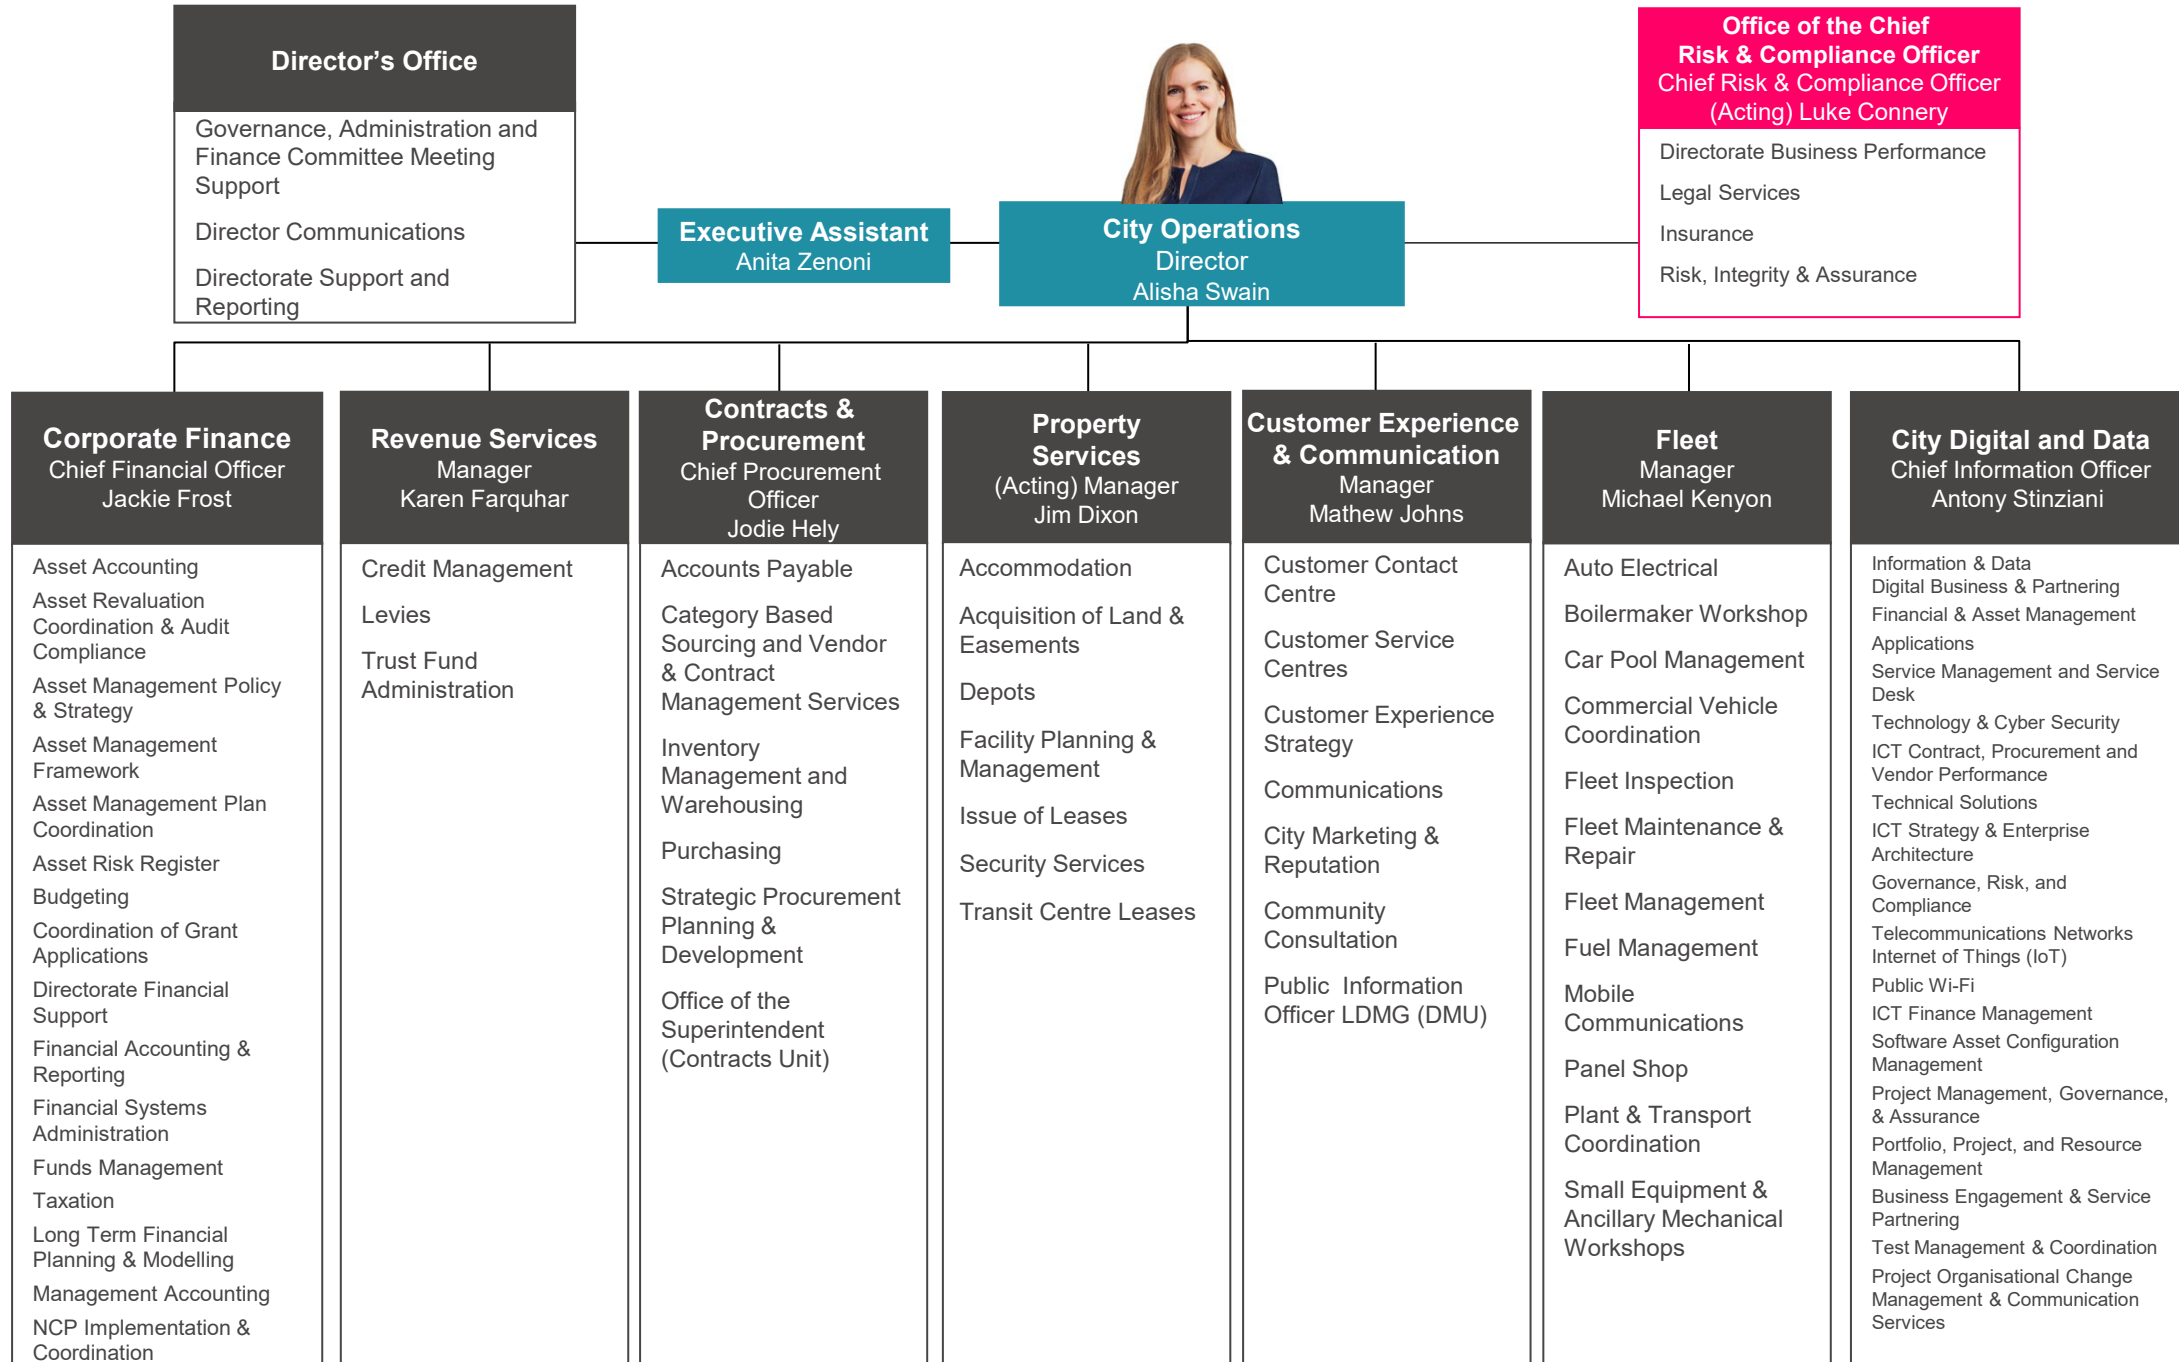 Director’s Office
Governance, Administration and
Finance Committee Meeting
Support
Director Communications
Directorate Support and
Reporting
Executive Assistant
Anita Zenoni
City Operations
Director
Alisha Swain
Office of the Chief
Risk & Compliance Officer
Chief Risk & Compliance Officer
(Acting) Luke Connery
Directorate Business Performance
Legal Services
Insurance
Risk, Integrity & Assurance
Corporate Finance
Chief Financial Officer
Jackie Frost
Asset Accounting
Asset Revaluation
Coordination & Audit
Compliance
Asset Management Policy
& Strategy
Asset Management
Framework
Asset Management Plan
Coordination
Asset Risk Register
Budgeting
Coordination of Grant
Applications
Directorate Financial
Support
Financial Accounting &
Reporting
Financial Systems
Administration
Funds Management
Taxation
Long Term Financial
Planning & Modelling
Management Accounting
NCP Implementation &
Coordination
Revenue Services
Manager
Karen Farquhar
Credit Management
Levies
Trust Fund
Administration
Contracts &
Procurement
Chief Procurement
Officer
Jodie Hely
Accounts Payable
Category Based
Sourcing and Vendor
& Contract
Management Services
Inventory
Management and
Warehousing
Purchasing
Strategic Procurement
Planning &
Development
Office of the
Superintendent
(Contracts Unit)
Property
Services
(Acting) Manager
Jim Dixon
Accommodation
Acquisition of Land &
Easements
Depots
Facility Planning &
Management
Issue of Leases
Security Services
Transit Centre Leases
Customer Experience
& Communication
Manager
Mathew Johns
Customer Contact
Centre
Customer Service
Centres
Customer Experience
Strategy
Communications
City Marketing &
Reputation
Community
Consultation
Public Information
Officer LDMG (DMU)
Fleet
Manager
Michael Kenyon
Auto Electrical
Boilermaker Workshop
Car Pool Management
Commercial Vehicle
Coordination
Fleet Inspection
Fleet Maintenance &
Repair
Fleet Management
Fuel Management
Mobile
Communications
Panel Shop
Plant & Transport
Coordination
Small Equipment &
Ancillary Mechanical
Workshops
City Digital and Data
Chief Information Officer
Antony Stinziani
Information & Data
Digital Business & Partnering
Financial & Asset Management
Applications
Service Management and Service
Desk
Technology & Cyber Security
ICT Contract, Procurement and
Vendor Performance
Technical Solutions
ICT Strategy & Enterprise
Architecture
Governance, Risk, and
Compliance
Telecommunications Networks
Internet of Things (IoT)
Public Wi-Fi
ICT Finance Management
Software Asset Configuration
Management
Project Management, Governance,
& Assurance
Portfolio, Project, and Resource
Management
Business Engagement & Service
Partnering
Test Management & Coordination
Project Organisational Change
Management & Communication
Services